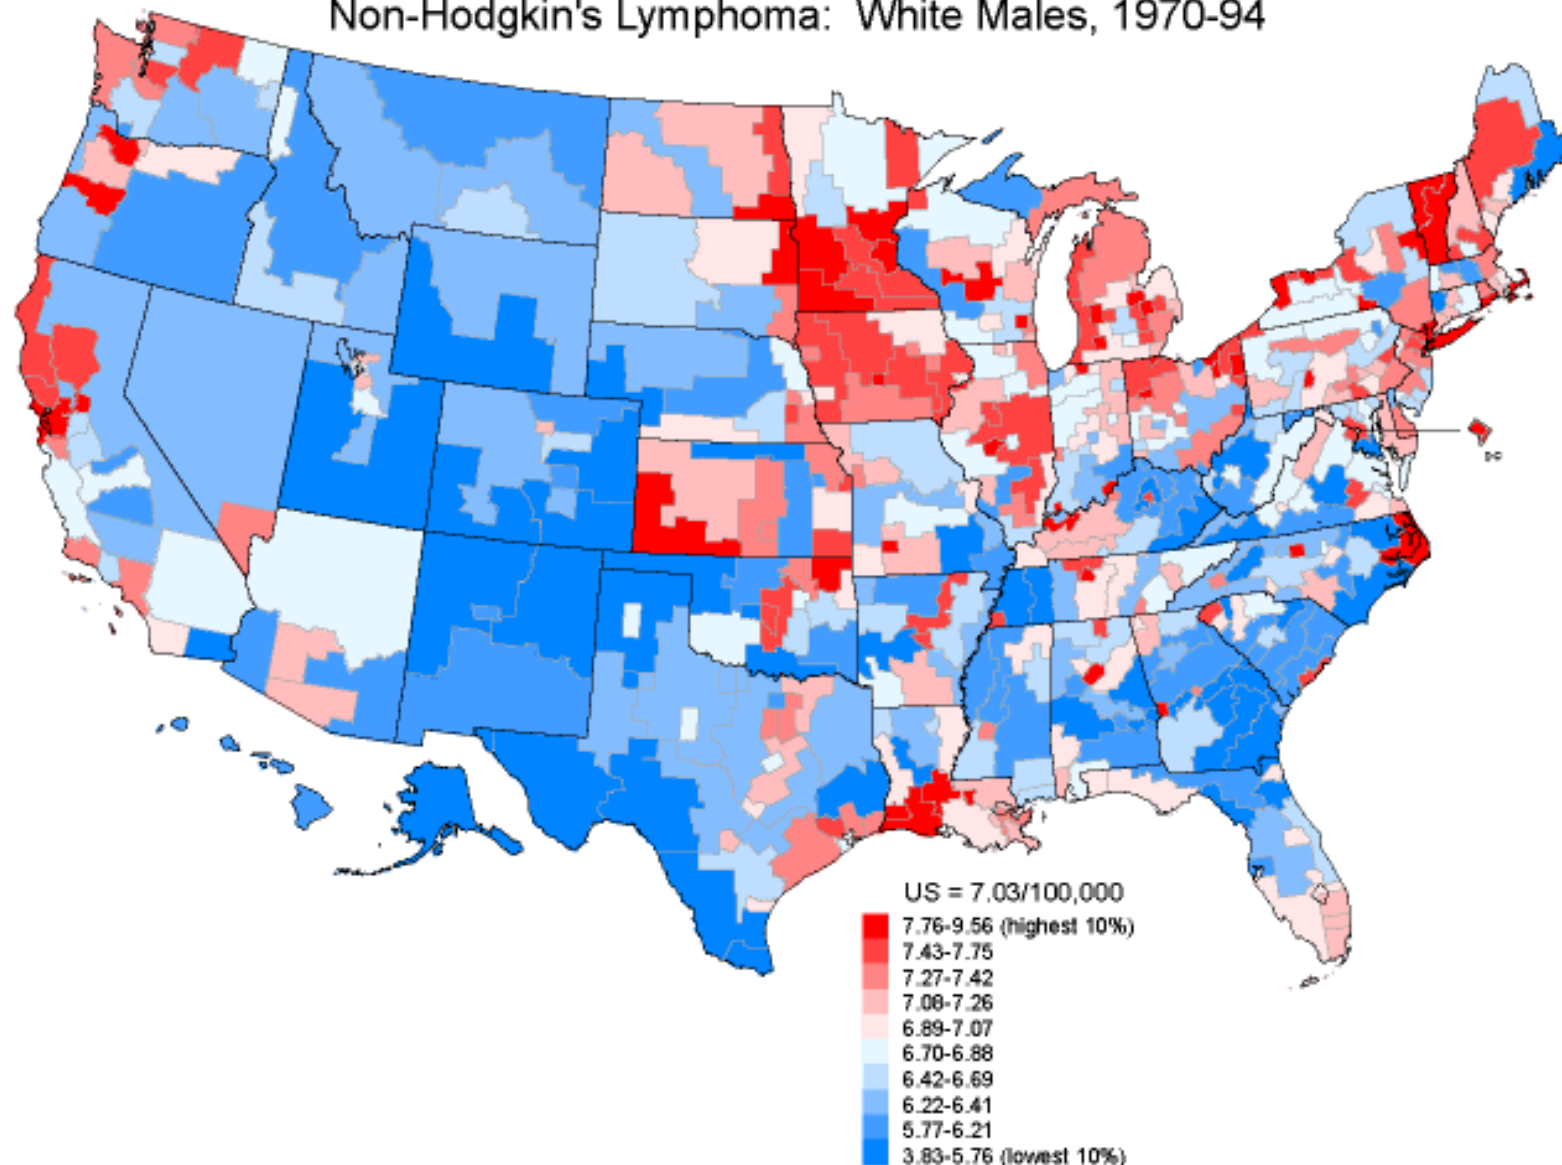 Non-Hodgkin's Lymphoma: White Males, 1970-94
US = 7.03/100,000
7.76-9.56 (highest 10%)
7.43-7.75
7.27-7.42
7.08-7.26
6.89-7.07
6.70-6.88
6.42-6.69
6.22-6.41
5.77-6.21
3.83-5.76 (lowest 10%)